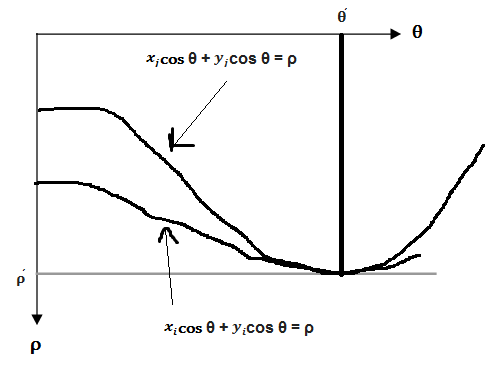 θ′
θ
xᵢcos θ + yᵢcos θ = ρ
ρ′
xᵢcos θ + yᵢcos θ = ρ
ρ